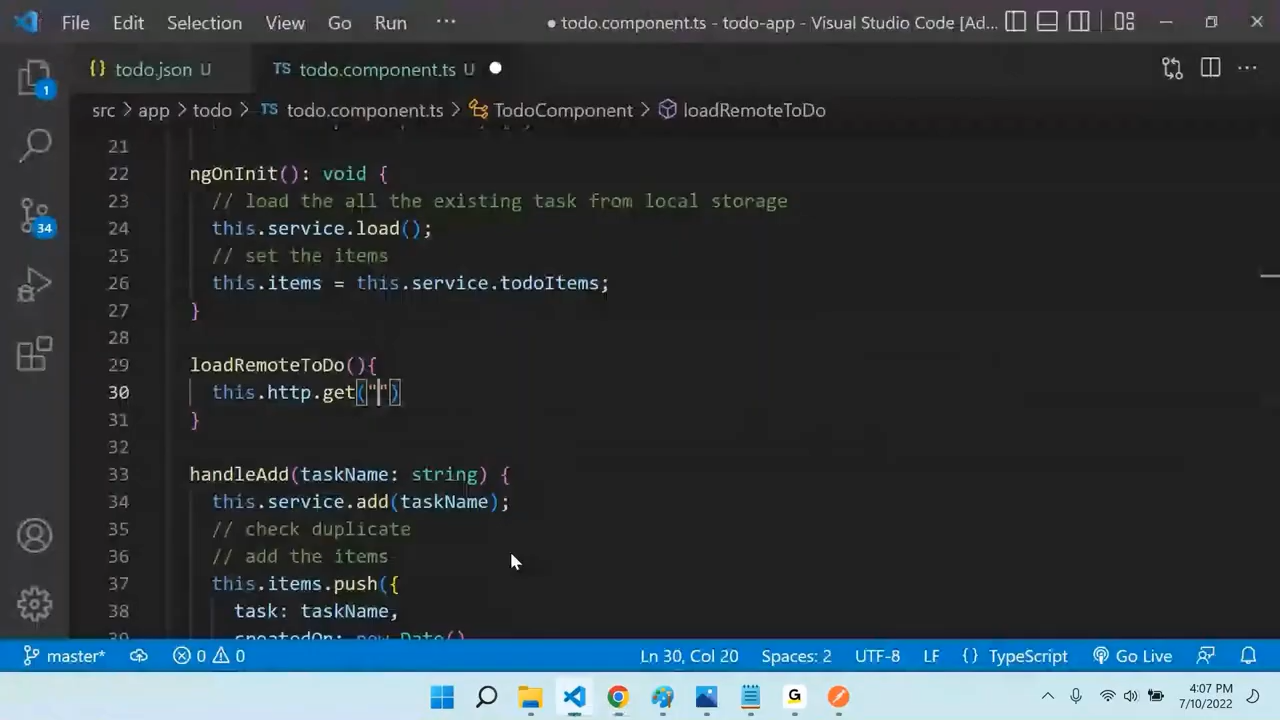 File Edit Selection View Go Run ··· ● todo.component.ts - todo-app - Visual Studio Code [Ad...
{} todo.json U TS todo.component.ts U ●
src > app > todo > TS todo.component.ts > TodoComponent > loadRemoteToDo
1
34
21
22 ngOnInit(): void {
23 // load the all the existing task from local storage
24 this.service.load();
25 // set the items
26 this.items = this.service.todoItems;
27 }
28
29 loadRemoteToDo(){
30 this.http.get("")
31 }
32
33 handleAdd(taskName: string) {
34 this.service.add(taskName);
35 // check duplicate
36 // add the items
37 this.items.push({
38 task: taskName,
39 createdOn: new Date()
master* 0 0 Ln 30, Col 20 Spaces: 2 UTF-8 LF {} TypeScript Go Live
G
4:07 PM
7/10/2022